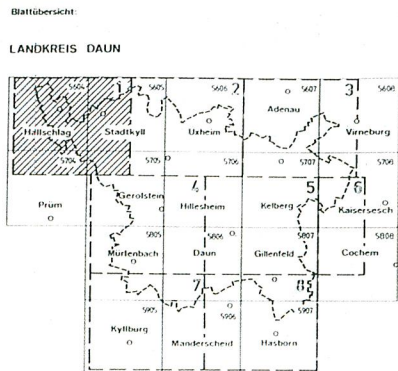 Blattübersicht:
LANDKREIS DAUN
5604 1 5605 5606 2 5607 3 5608
Adenau
Hallschlag Stadtkyll Uxheim Virneburg
5704 5705 5706 5707 5708
Gerolstein 4 Hillesheim Kelberg 5 6
Prüm Kaisersesch
5805 5806 5807 5808
Mürlenbach Daun Gillenfeld Cochem
7 8
5905 5906 5907
Kyllburg Manderscheid Hasborn